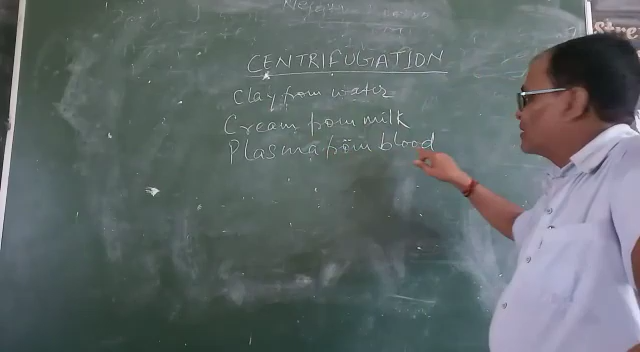 CENTRIFUGATION
Clay from water
Cream from milk
Plasma from blood